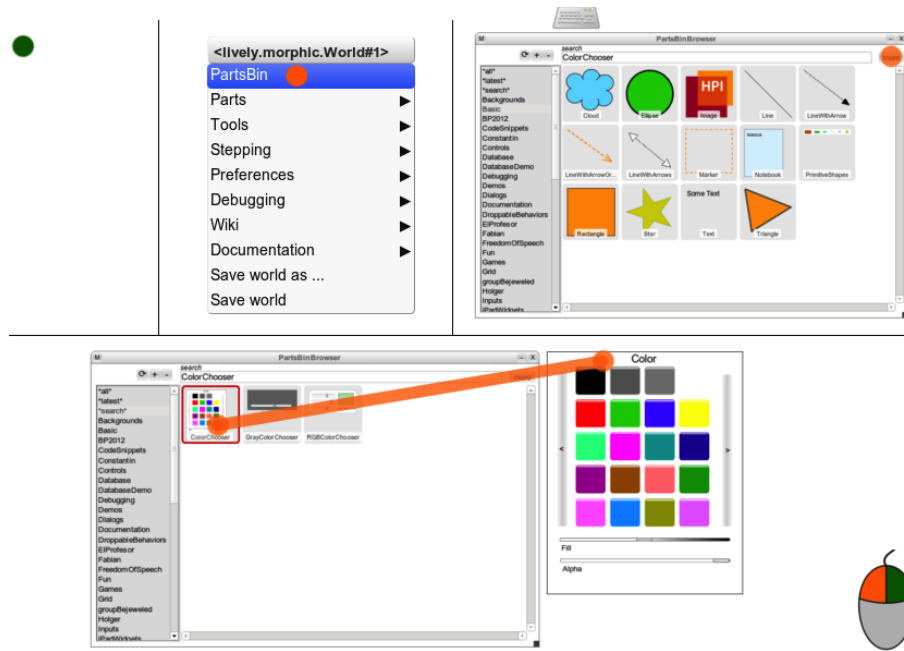 <lively.morphic.World#1>
PartsBin
Parts
Tools
Stepping
Preferences
Debugging
Wiki
Documentation
Save world as ...
Save world
M
PartsBinBrowser
X
search
ColorChooser
*all*
*latest*
*search*
Backgrounds
Basic
BP2012
CodeSnippets
Constantin
Controls
Database
DatabaseDemo
Debugging
Demos
Dialogs
Documentation
DroppableBehaviors
ElProfesor
Fabian
FreedomOfSpeech
Fun
Games
Grid
groupBejeweled
Holger
Inputs
iPadWidgets
Cloud
Ellipse
HPI
Image
Line
LineWithArrow
LineWithArrowOr...
LineWithArrows
Marker
Notebook
PrimitiveShapes
Rectangle
Star
Some Text
Text
Triangle
M
PartsBinBrowser
X
search
ColorChooser
*all*
*latest*
*search*
Backgrounds
Basic
BP2012
CodeSnippets
Constantin
Controls
Database
DatabaseDemo
Debugging
Demos
Dialogs
Documentation
DroppableBehaviors
ElProfesor
Fabian
FreedomOfSpeech
Fun
Games
Grid
groupBejeweled
Holger
Inputs
iPadWidgets
ColorChooser
GrayColorChooser
RGBColorChooser
Color
<
>
Fill
Alpha